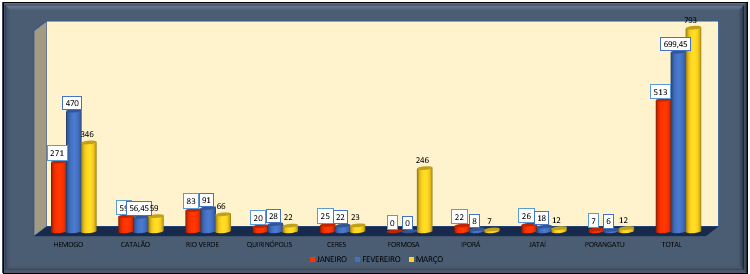 793
699,45
513
470
346
271
246
59 56,45 59
83 91 66
20 28 22
25 22 23
0 0
22 8 7
26 18 12
7 6 12
HEMOGO CATALÃO RIO VERDE QUIRINÓPOLIS CERES FORMOSA IPORÁ JATAÍ PORANGATU TOTAL
JANEIRO FEVEREIRO MARÇO